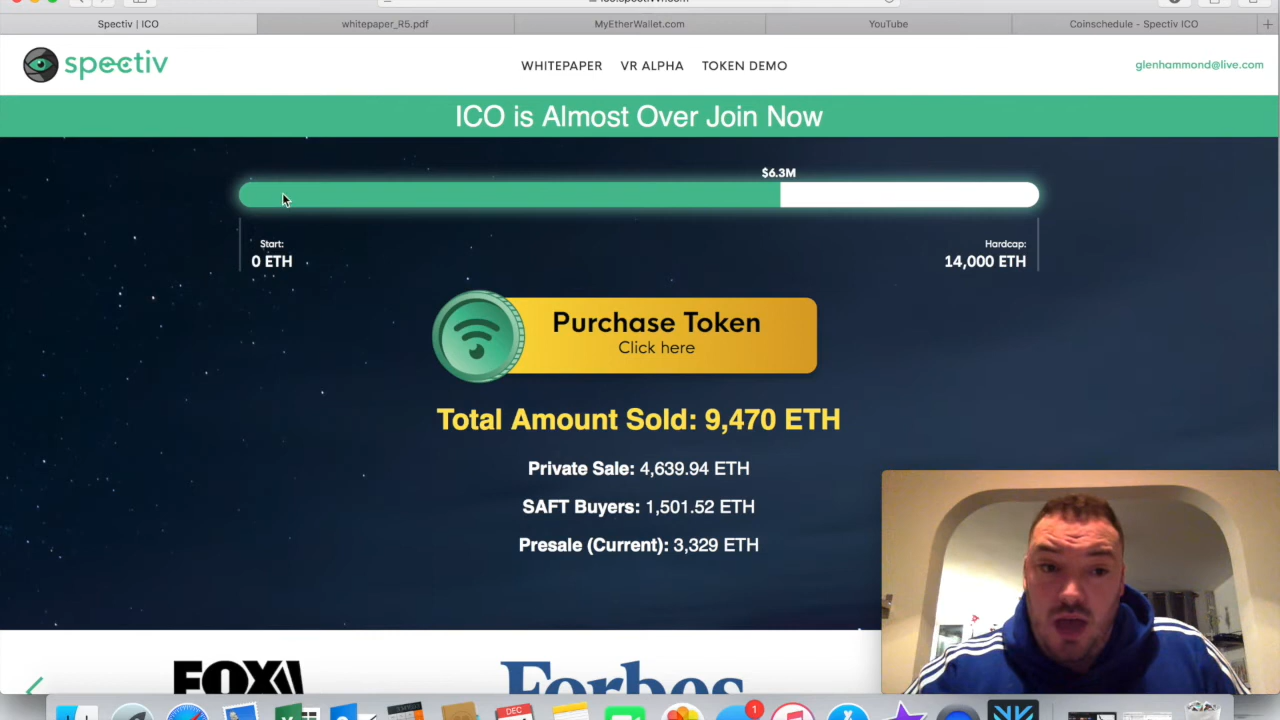 Spectiv | ICO
whitepaper_R5.pdf
MyEtherWallet.com
YouTube
Coinschedule - Spectiv ICO
spectiv
WHITEPAPER
VR ALPHA
TOKEN DEMO
glenhammond@live.com
ICO is Almost Over Join Now
$6.3M
Start:
0 ETH
Hardcap:
14,000 ETH
Purchase Token
Click here
Total Amount Sold: 9,470 ETH
Private Sale: 4,639.94 ETH
SAFT Buyers: 1,501.52 ETH
Presale (Current): 3,329 ETH
FOX
Forbes
DEC
1